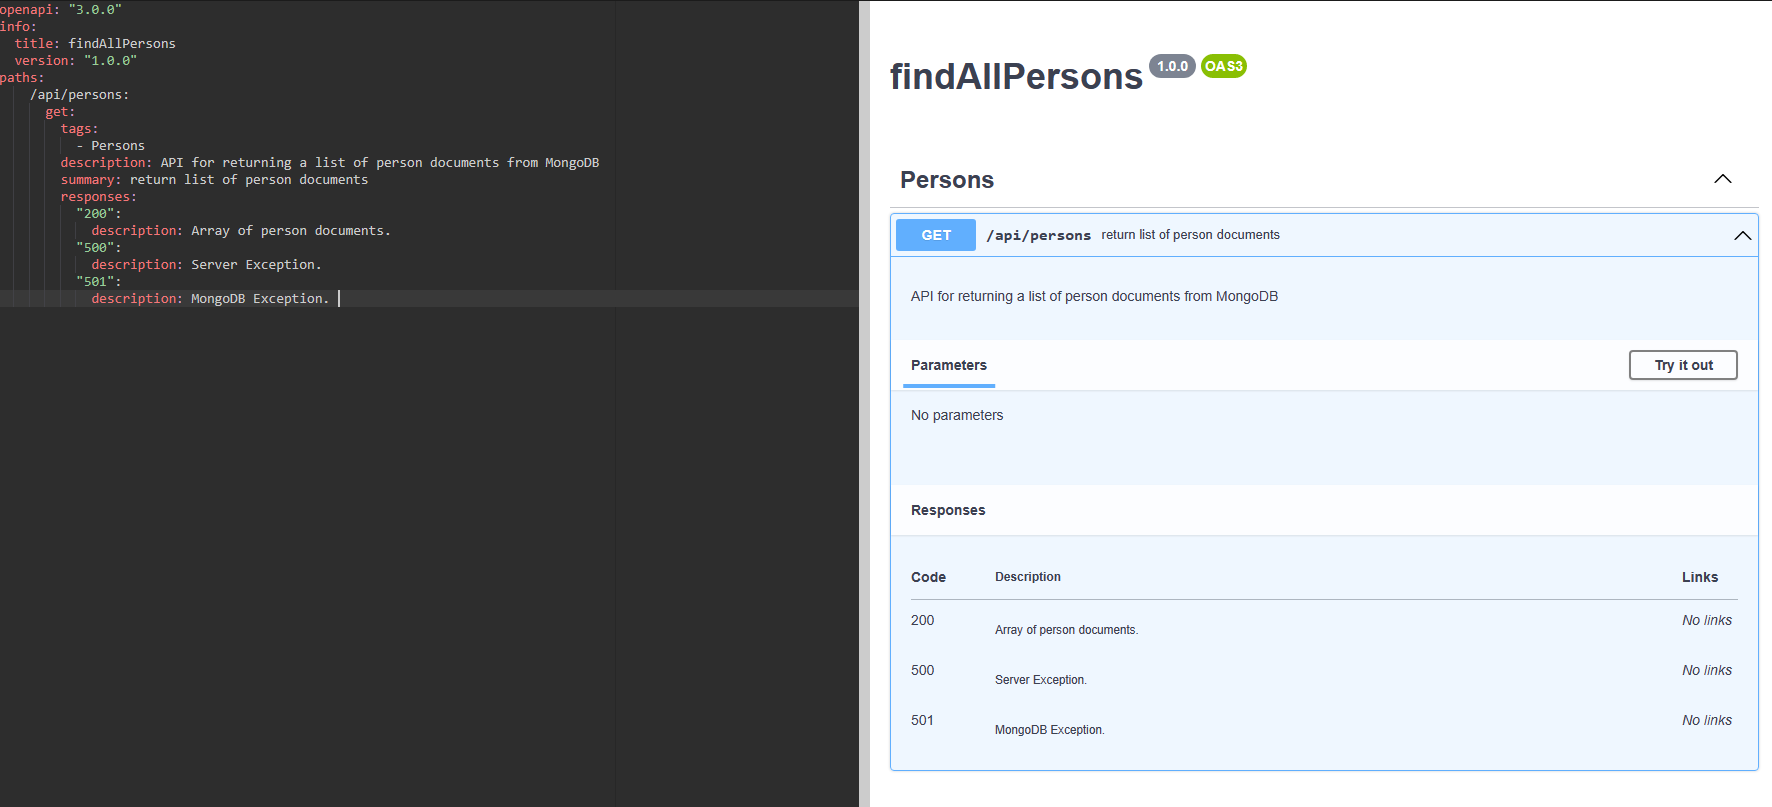 openapi: "3.0.0"
info:
  title: findAllPersons
  version: "1.0.0"
paths:
    /api/persons:
      get:
        tags:
          - Persons
        description: API for returning a list of person documents from MongoDB
        summary: return list of person documents
        responses:
          "200":
            description: Array of person documents.
          "500":
            description: Server Exception.
          "501":
            description: MongoDB Exception.
findAllPersons 1.0.0 OAS3
Persons
GET /api/persons return list of person documents
API for returning a list of person documents from MongoDB
Parameters Try it out
No parameters
Responses
Code Description Links
200 Array of person documents. No links
500 Server Exception. No links
501 MongoDB Exception. No links